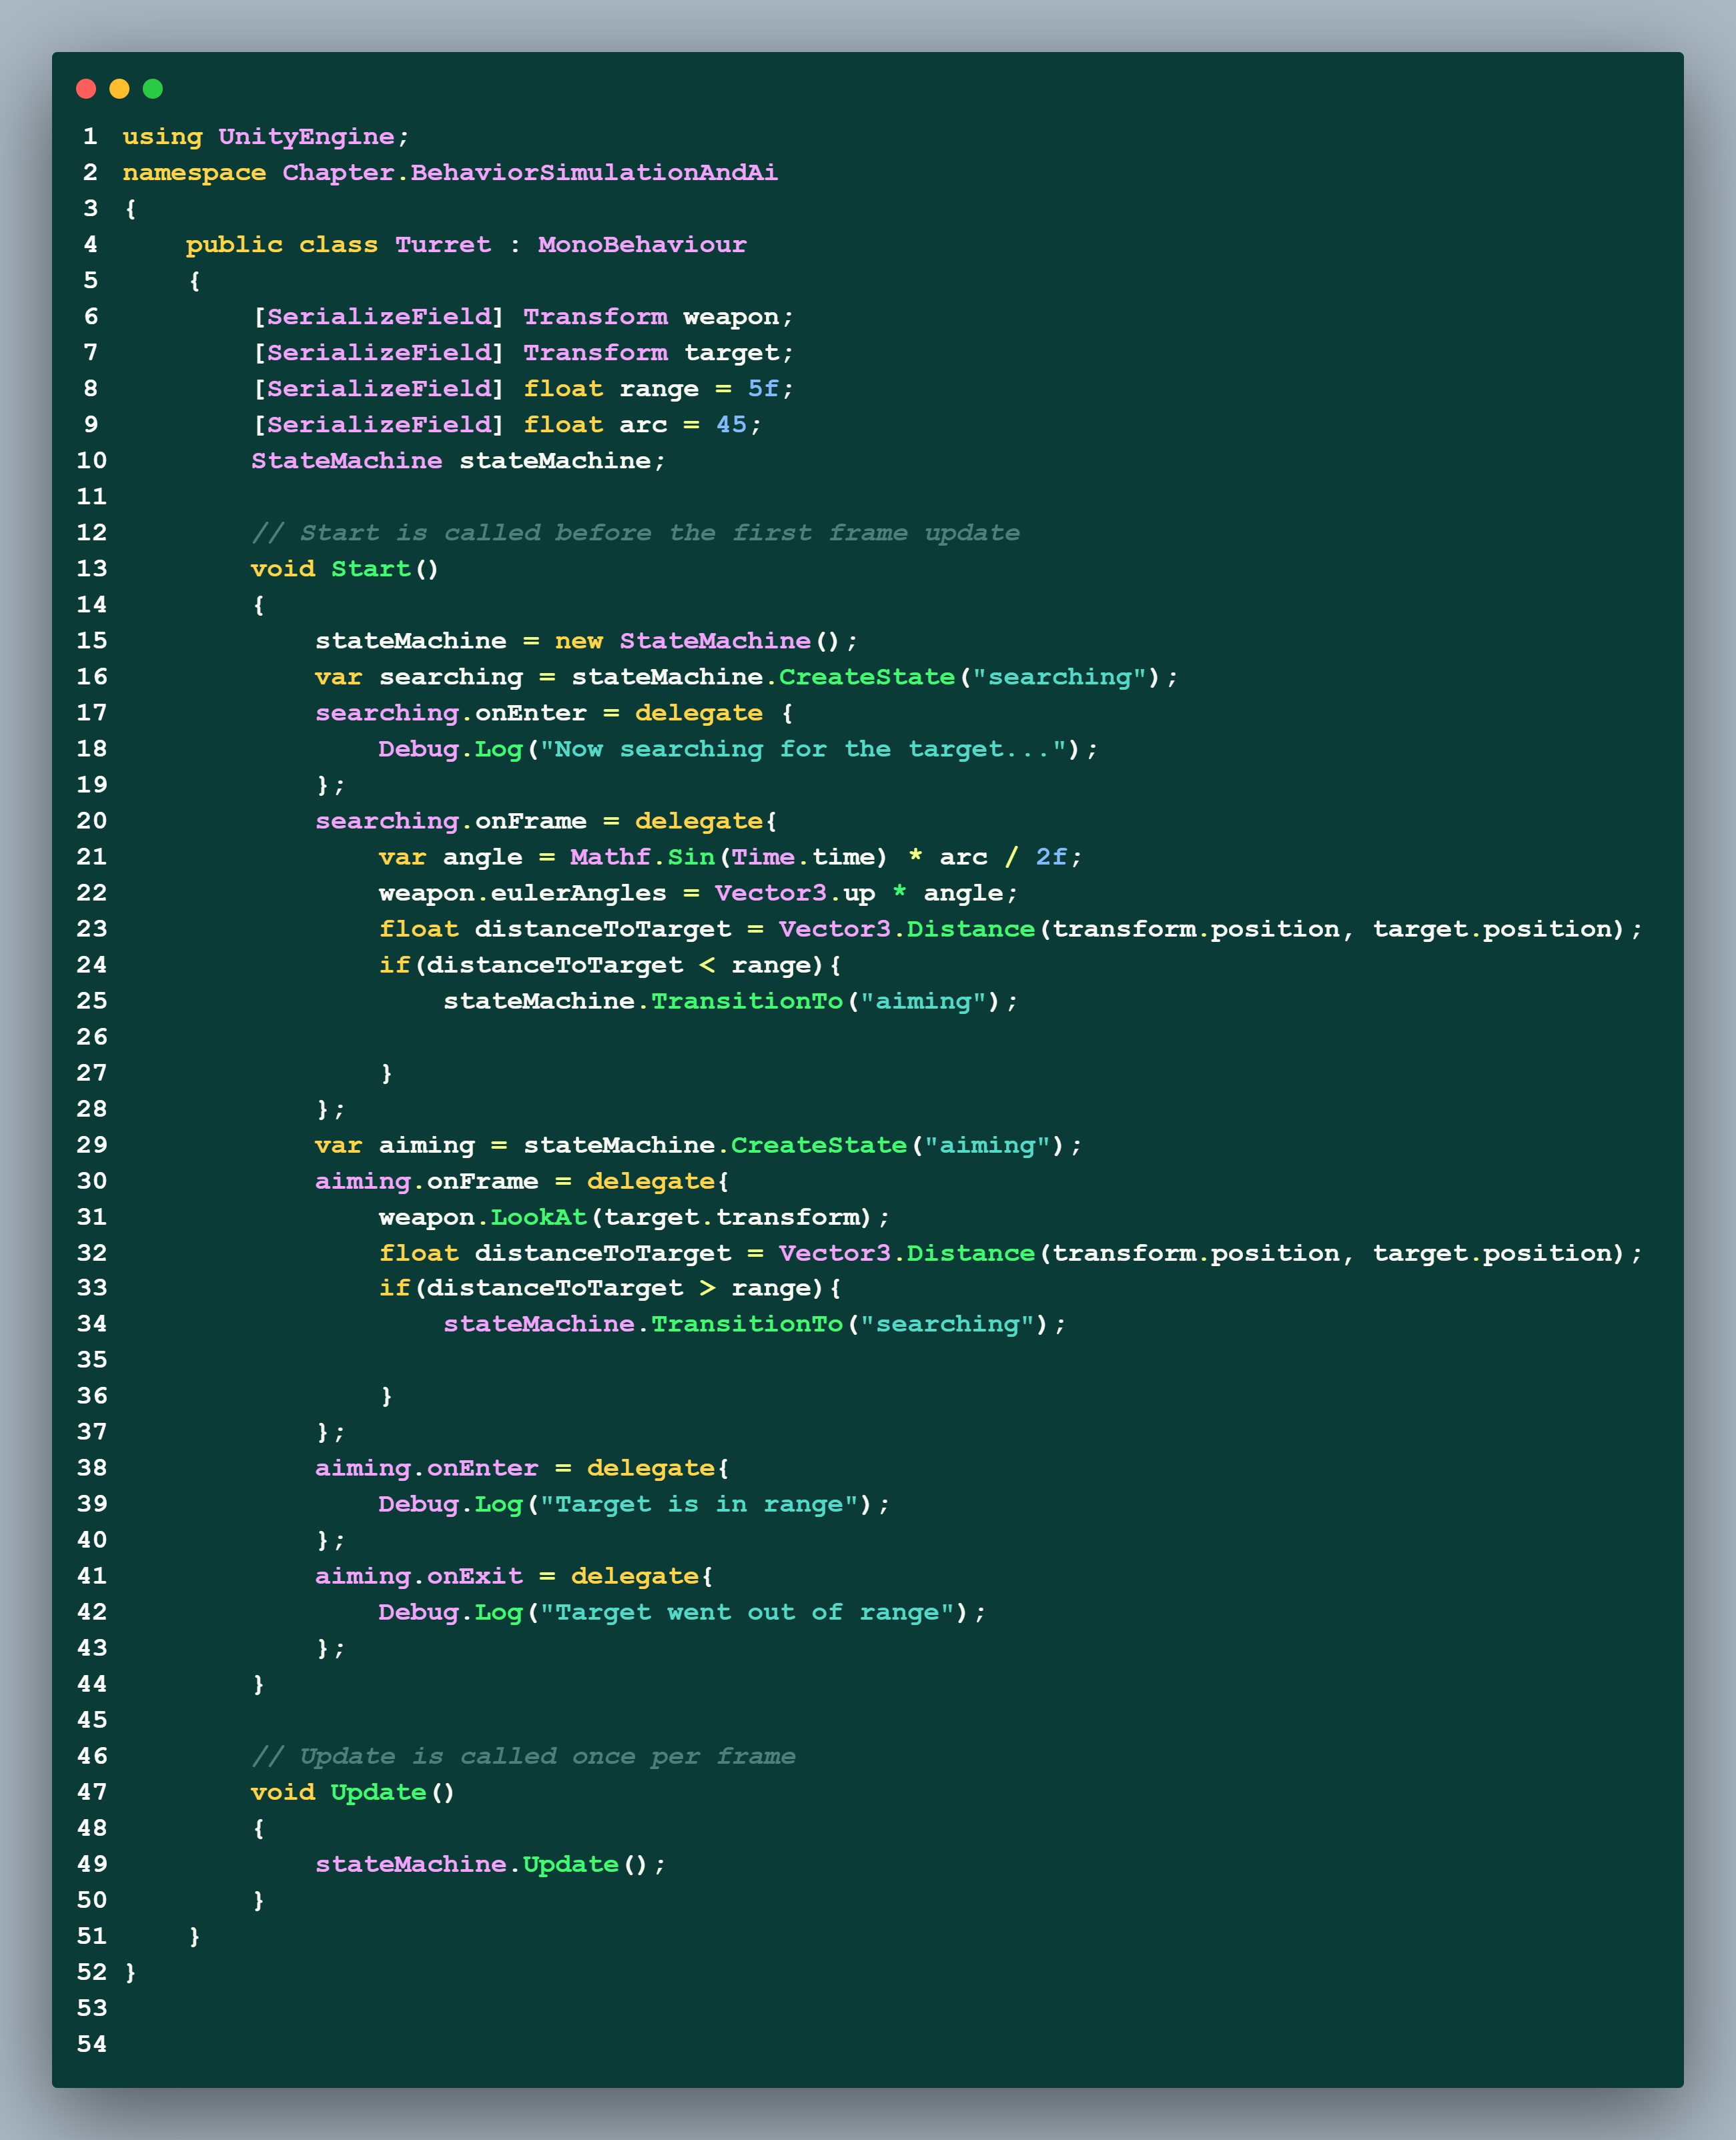 1 using UnityEngine;
2 namespace Chapter.BehaviorSimulationAndAi
3 {
4     public class Turret : MonoBehaviour
5     {
6         [SerializeField] Transform weapon;
7         [SerializeField] Transform target;
8         [SerializeField] float range = 5f;
9         [SerializeField] float arc = 45;
10         StateMachine stateMachine;
11
12         // Start is called before the first frame update
13         void Start()
14         {
15             stateMachine = new StateMachine();
16             var searching = stateMachine.CreateState("searching");
17             searching.onEnter = delegate {
18                 Debug.Log("Now searching for the target...");
19             };
20             searching.onFrame = delegate{
21                 var angle = Mathf.Sin(Time.time) * arc / 2f;
22                 weapon.eulerAngles = Vector3.up * angle;
23                 float distanceToTarget = Vector3.Distance(transform.position, target.position);
24                 if(distanceToTarget < range){
25                     stateMachine.TransitionTo("aiming");
26
27                 }
28             };
29             var aiming = stateMachine.CreateState("aiming");
30             aiming.onFrame = delegate{
31                 weapon.LookAt(target.transform);
32                 float distanceToTarget = Vector3.Distance(transform.position, target.position);
33                 if(distanceToTarget > range){
34                     stateMachine.TransitionTo("searching");
35
36                 }
37             };
38             aiming.onEnter = delegate{
39                 Debug.Log("Target is in range");
40             };
41             aiming.onExit = delegate{
42                 Debug.Log("Target went out of range");
43             };
44         }
45
46         // Update is called once per frame
47         void Update()
48         {
49             stateMachine.Update();
50         }
51     }
52 }
53
54